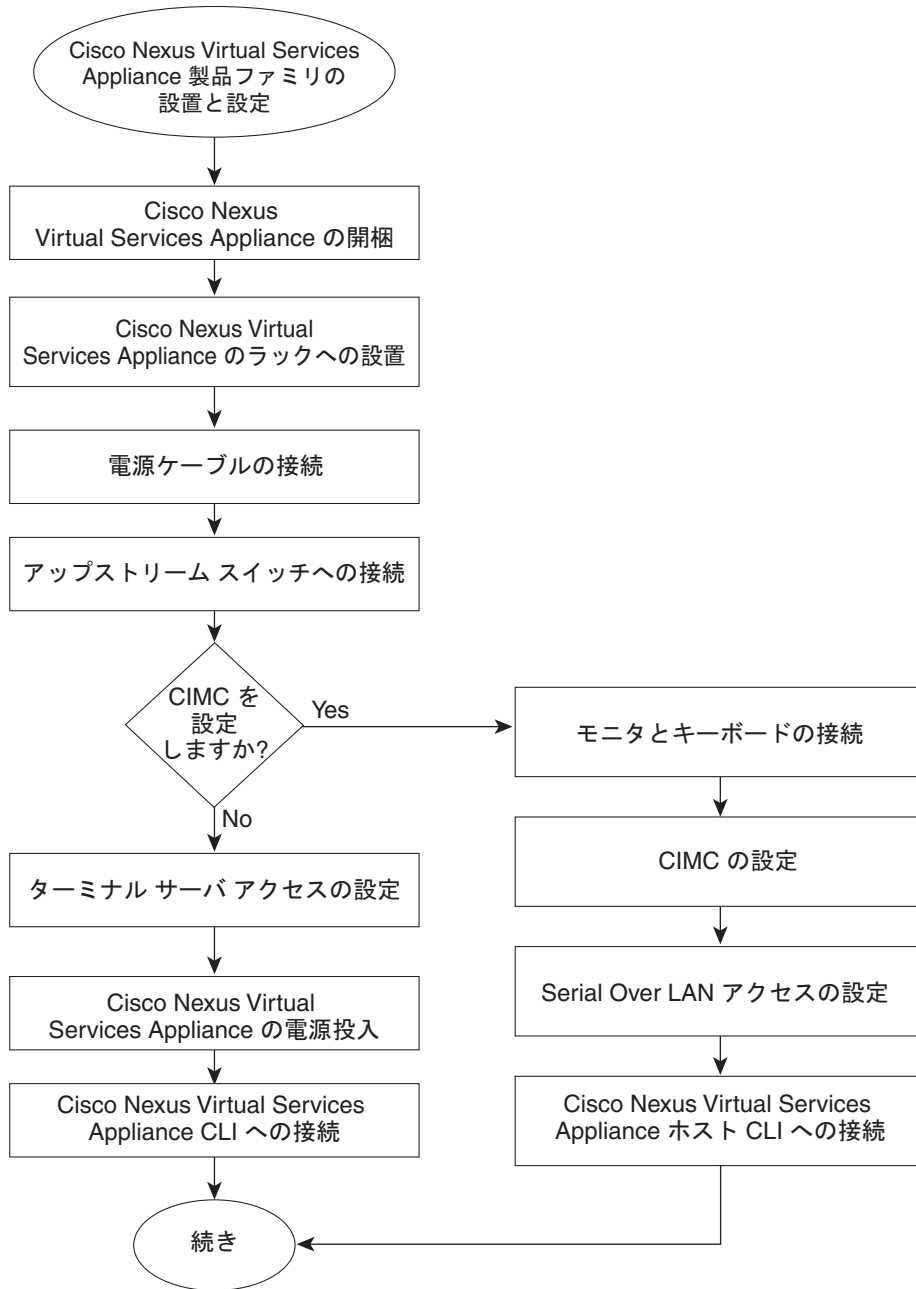 Cisco Nexus Virtual Services
Appliance 製品ファミリの
設置と設定
Cisco Nexus
Virtual Services Appliance の開梱
Cisco Nexus Virtual
Services Appliance のラックへの設置
電源ケーブルの接続
アップストリーム スイッチへの接続
CIMC を
設定
しますか?
Yes
No
モニタとキーボードの接続
CIMC の設定
Serial Over LAN アクセスの設定
Cisco Nexus Virtual Services
Appliance ホスト CLI への接続
ターミナル サーバ アクセスの設定
Cisco Nexus Virtual
Services Appliance の電源投入
Cisco Nexus Virtual Services
Appliance CLI への接続
続き